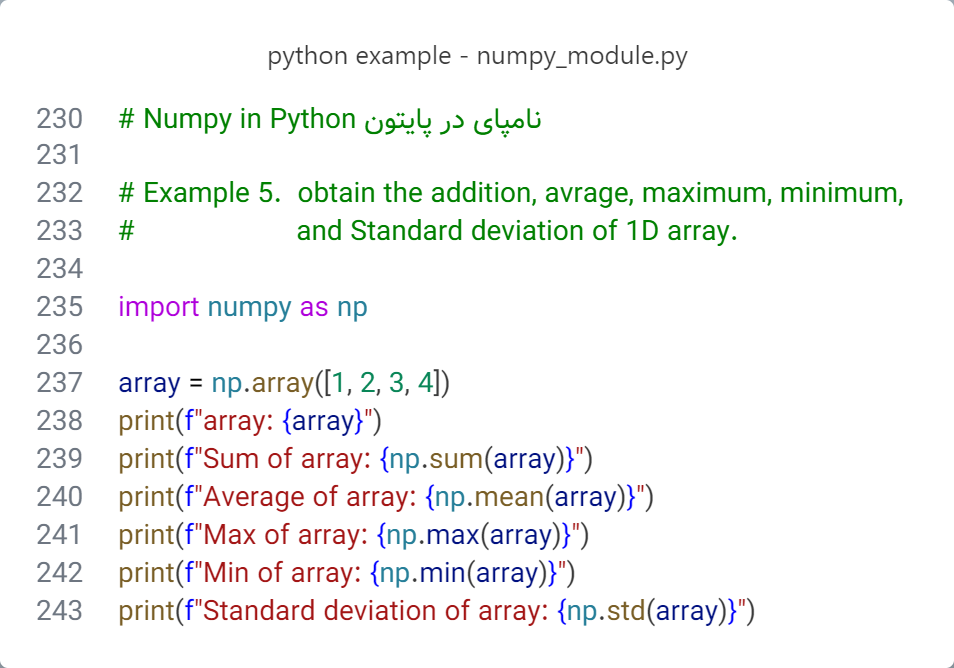 python example - numpy_module.py
230 # Numpy in Python نامپای در پایتون
231
232 # Example 5. obtain the addition, avrage, maximum, minimum,
233 # and Standard deviation of 1D array.
234
235 import numpy as np
236
237 array = np.array([1, 2, 3, 4])
238 print(f"array: {array}")
239 print(f"Sum of array: {np.sum(array)}")
240 print(f"Average of array: {np.mean(array)}")
241 print(f"Max of array: {np.max(array)}")
242 print(f"Min of array: {np.min(array)}")
243 print(f"Standard deviation of array: {np.std(array)}")